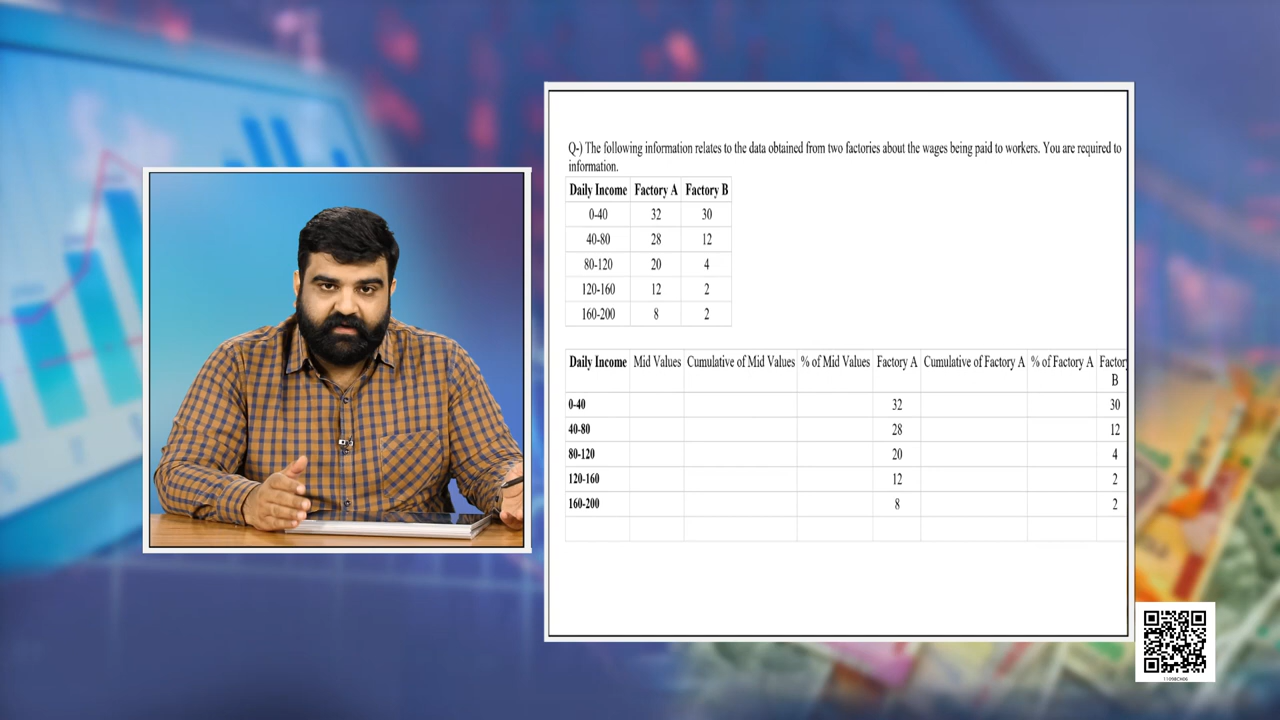 Q-) The following information relates to the data obtained from two factories about the wages being paid to workers. You are required to
information.
Daily Income Factory A Factory B
0-40 32 30
40-80 28 12
80-120 20 4
120-160 12 2
160-200 8 2
Daily Income Mid Values Cumulative of Mid Values % of Mid Values Factory A Cumulative of Factory A % of Factory A Factory
B
0-40 32 30
40-80 28 12
80-120 20 4
120-160 12 2
160-200 8 2
11098CH06